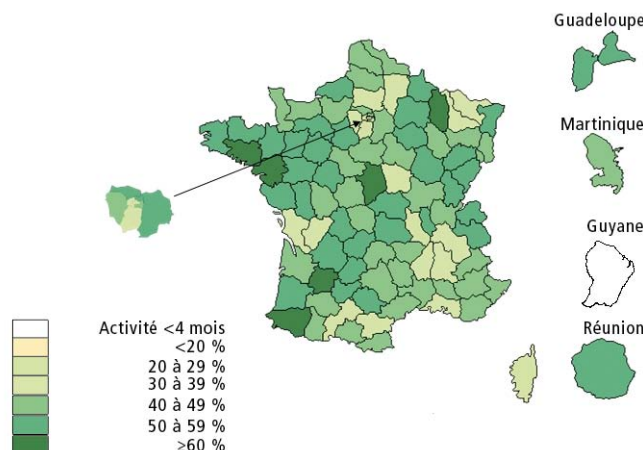 Guadeloupe
Martinique
Guyane
Réunion
Activité <4 mois
<20 %
20 à 29 %
30 à 39 %
40 à 49 %
50 à 59 %
>60 %